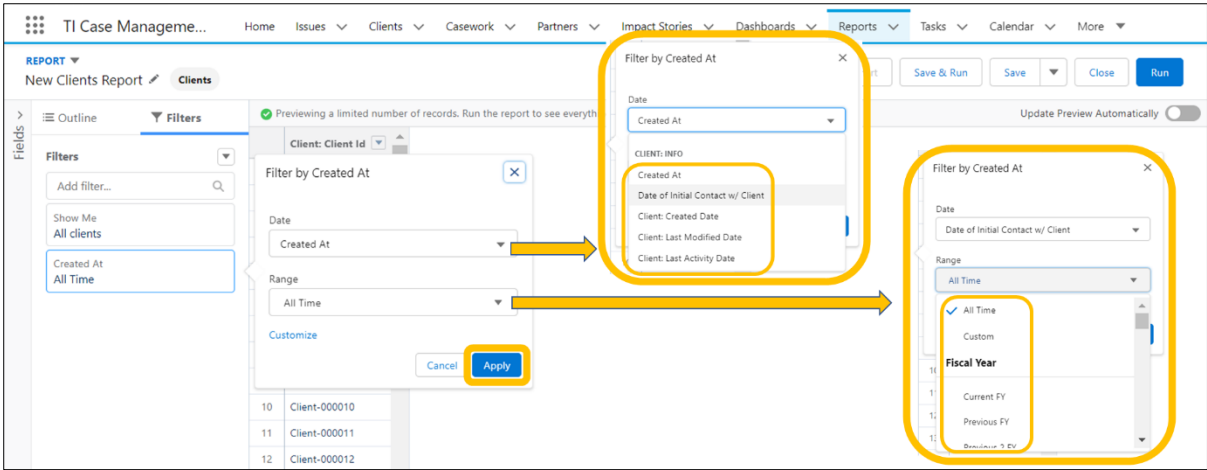 TI Case Manageme...
Home
Issues
Clients
Casework
Partners
Impact Stories
Dashboards
Reports
Tasks
Calendar
More
REPORT
New Clients Report
Clients
Save & Run
Save
Close
Run
Fields
Outline
Filters
Previewing a limited number of records. Run the report to see everyth
Update Preview Automatically
Filters
Add filter...
Show Me
All clients
Created At
All Time
Client: Client Id
Filter by Created At
Date
Created At
Range
All Time
Customize
Cancel
Apply
10 Client-000010
11 Client-000011
12 Client-000012
Filter by Created At
Date
Created At
CLIENT: INFO
Created At
Date of Initial Contact w/ Client
Client: Created Date
Client: Last Modified Date
Client: Last Activity Date
Filter by Created At
Date
Date of Initial Contact w/ Client
Range
All Time
All Time
Custom
Fiscal Year
Current FY
Previous FY
Previous 2 FY